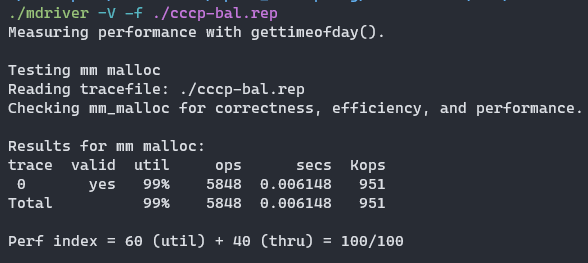 ./mdriver -V -f ./cccp-bal.rep
Measuring performance with gettimeofday().
Testing mm malloc
Reading tracefile: ./cccp-bal.rep
Checking mm_malloc for correctness, efficiency, and performance.
Results for mm malloc:
trace valid util ops secs Kops
0 yes 99% 5848 0.006148 951
Total 99% 5848 0.006148 951
Perf index = 60 (util) + 40 (thru) = 100/100